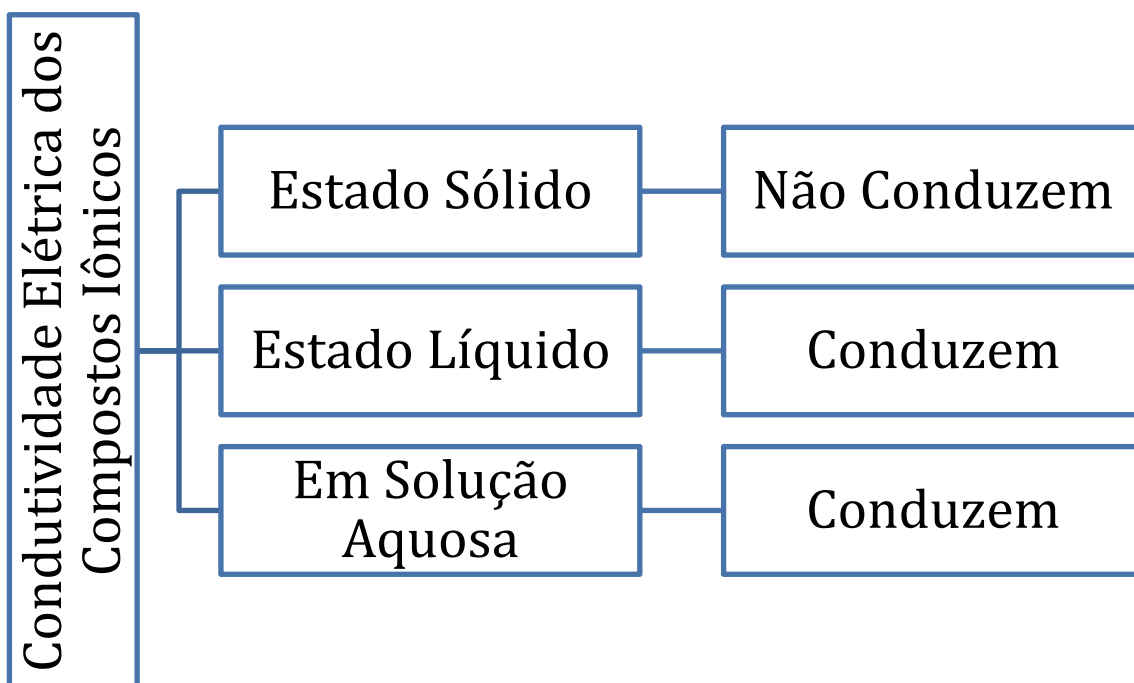 Condutividade Elétrica dos
Compostos Iônicos
Estado Sólido
Não Conduzem
Estado Líquido
Conduzem
Em Solução
Aquosa
Conduzem